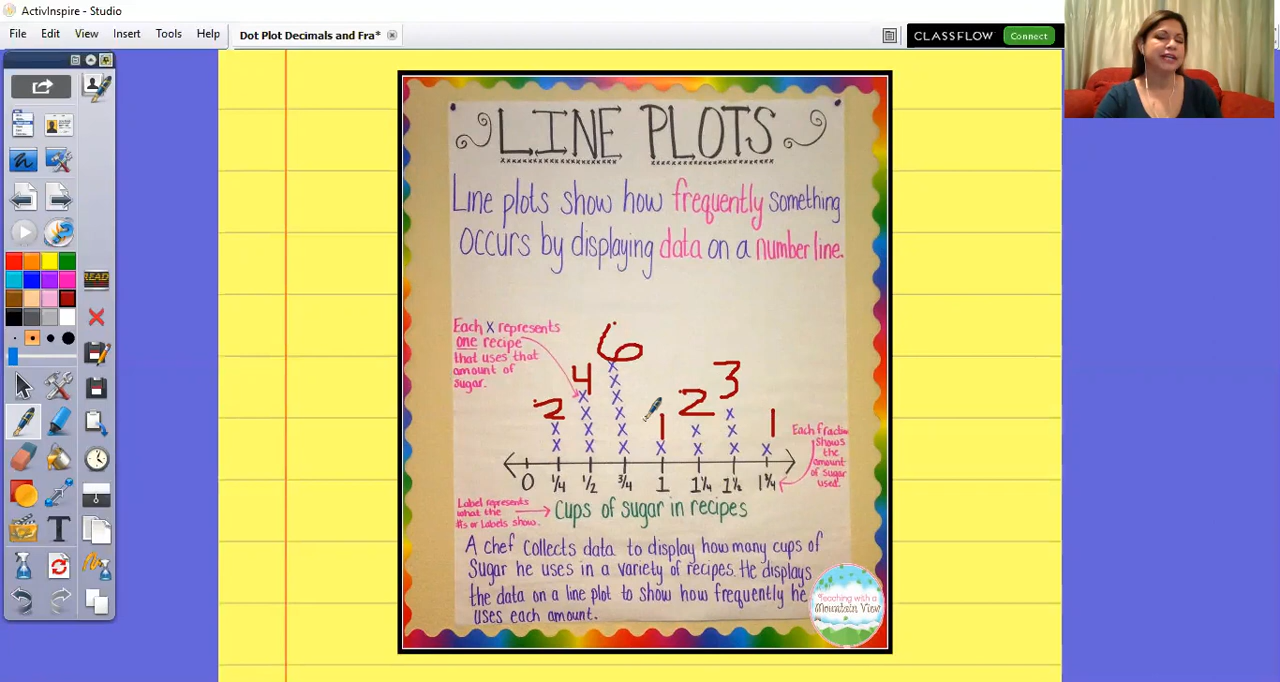 ActivInspire - Studio
File Edit View Insert Tools Help
Dot Plot Decimals and Fra*
CLASSFLOW Connect
READ
T
LINE PLOTS
Line plots show how frequently something
occurs by displaying data on a number line.
Each X represents
one recipe
that uses that
amount of
sugar.
2 4 6 1 2 3 1
Each fraction
shows
the
amount
of sugar
used.
0 1/4 1/2 3/4 1 1 1/4 1 1/2 1 3/4
Label represents
what the
#s or Labels show.
Cups of sugar in recipes
A chef collects data to display how many cups of
Sugar he uses in a variety of recipes. He displays
the data on a line plot to show how frequently he
uses each amount.
Teaching with a
Mountain View